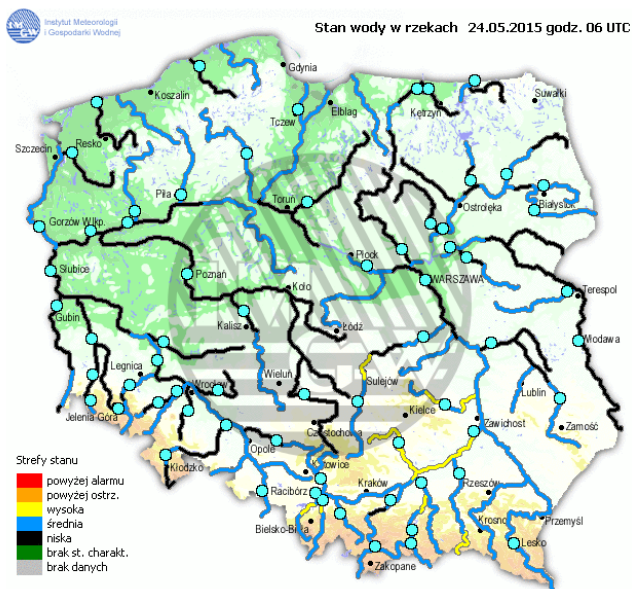 IMGW
Instytut Meteorologii
i Gospodarki Wodnej
Stan wody w rzekach 24.05.2015 godz. 06 UTC
Gdynia
Koszalin
Suwałki
Elbląg
Kętrzyn
Tczew
Resko
Szczecin
Piła
Toruń
Ostrołęka
Białystok
Gorzów Wlkp.
Płock
Słubice
Poznań
WARSZAWA
Koło
Terespol
Gubin
Kalisz
Łódź
Włodawa
Legnica
Wieluń
Sulejów
Wrocław
Lublin
Jelenia Góra
Kielce
Zawichost
Zamość
Częstochowa
Opole
Kłodzko
Katowice
Strefy stanu
powyżej alarmu
powyżej ostrz.
wysoka
średnia
niska
brak st. charakt.
brak danych
Racibórz
Kraków
Rzeszów
Bielsko-Biała
Krosno
Przemyśl
Lesko
Zakopane